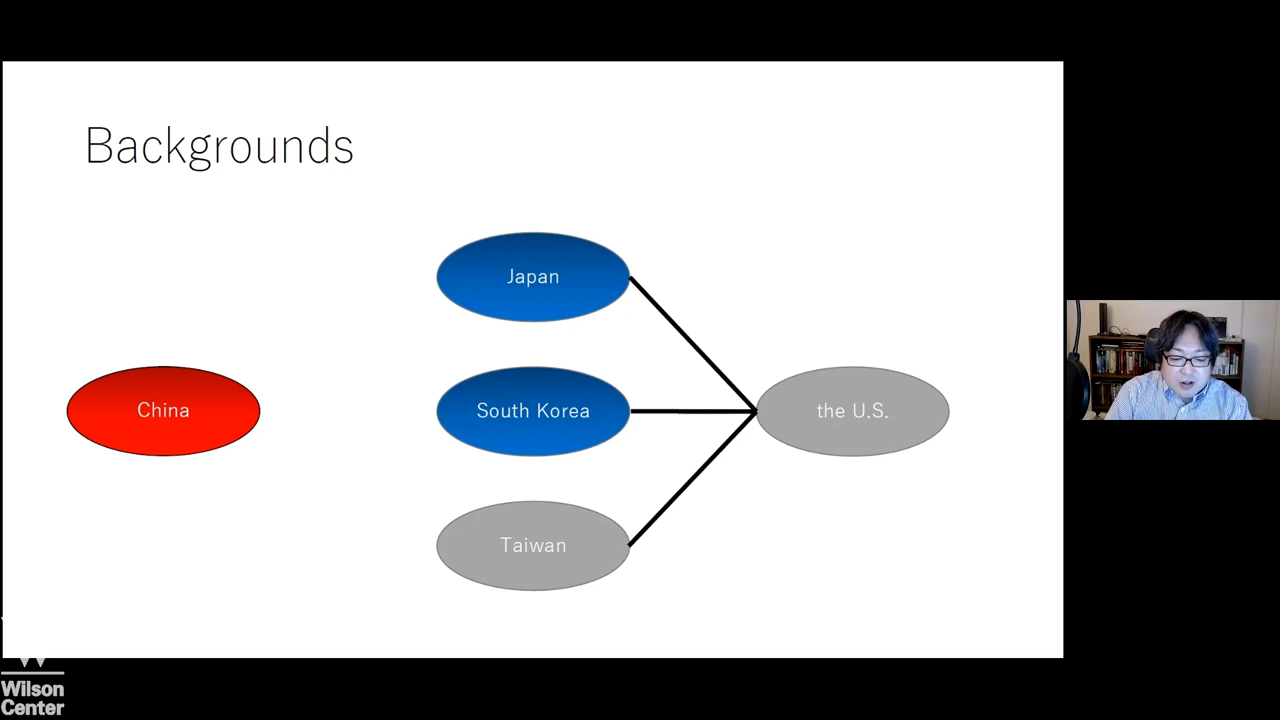 Backgrounds
Japan
China
South Korea
the U.S.
Taiwan
Wilson
Center